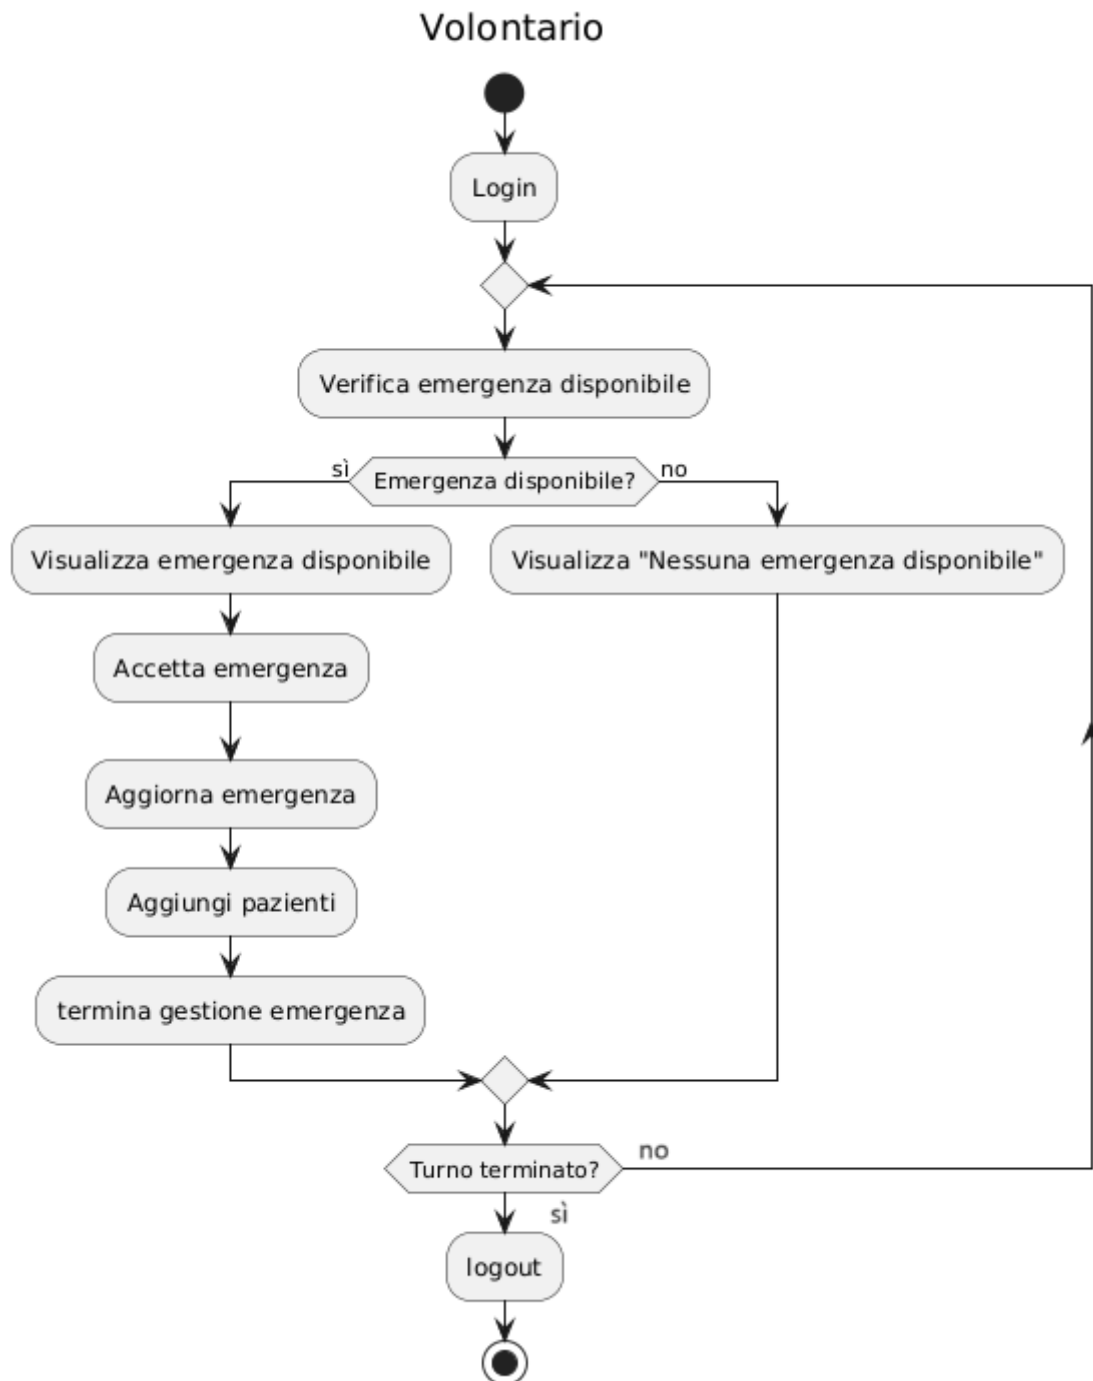 Volontario
Login
Verifica emergenza disponibile
sì
Emergenza disponibile?
no
Visualizza emergenza disponibile
Visualizza "Nessuna emergenza disponibile"
Accetta emergenza
Aggiorna emergenza
Aggiungi pazienti
termina gestione emergenza
Turno terminato?
no
sì
logout